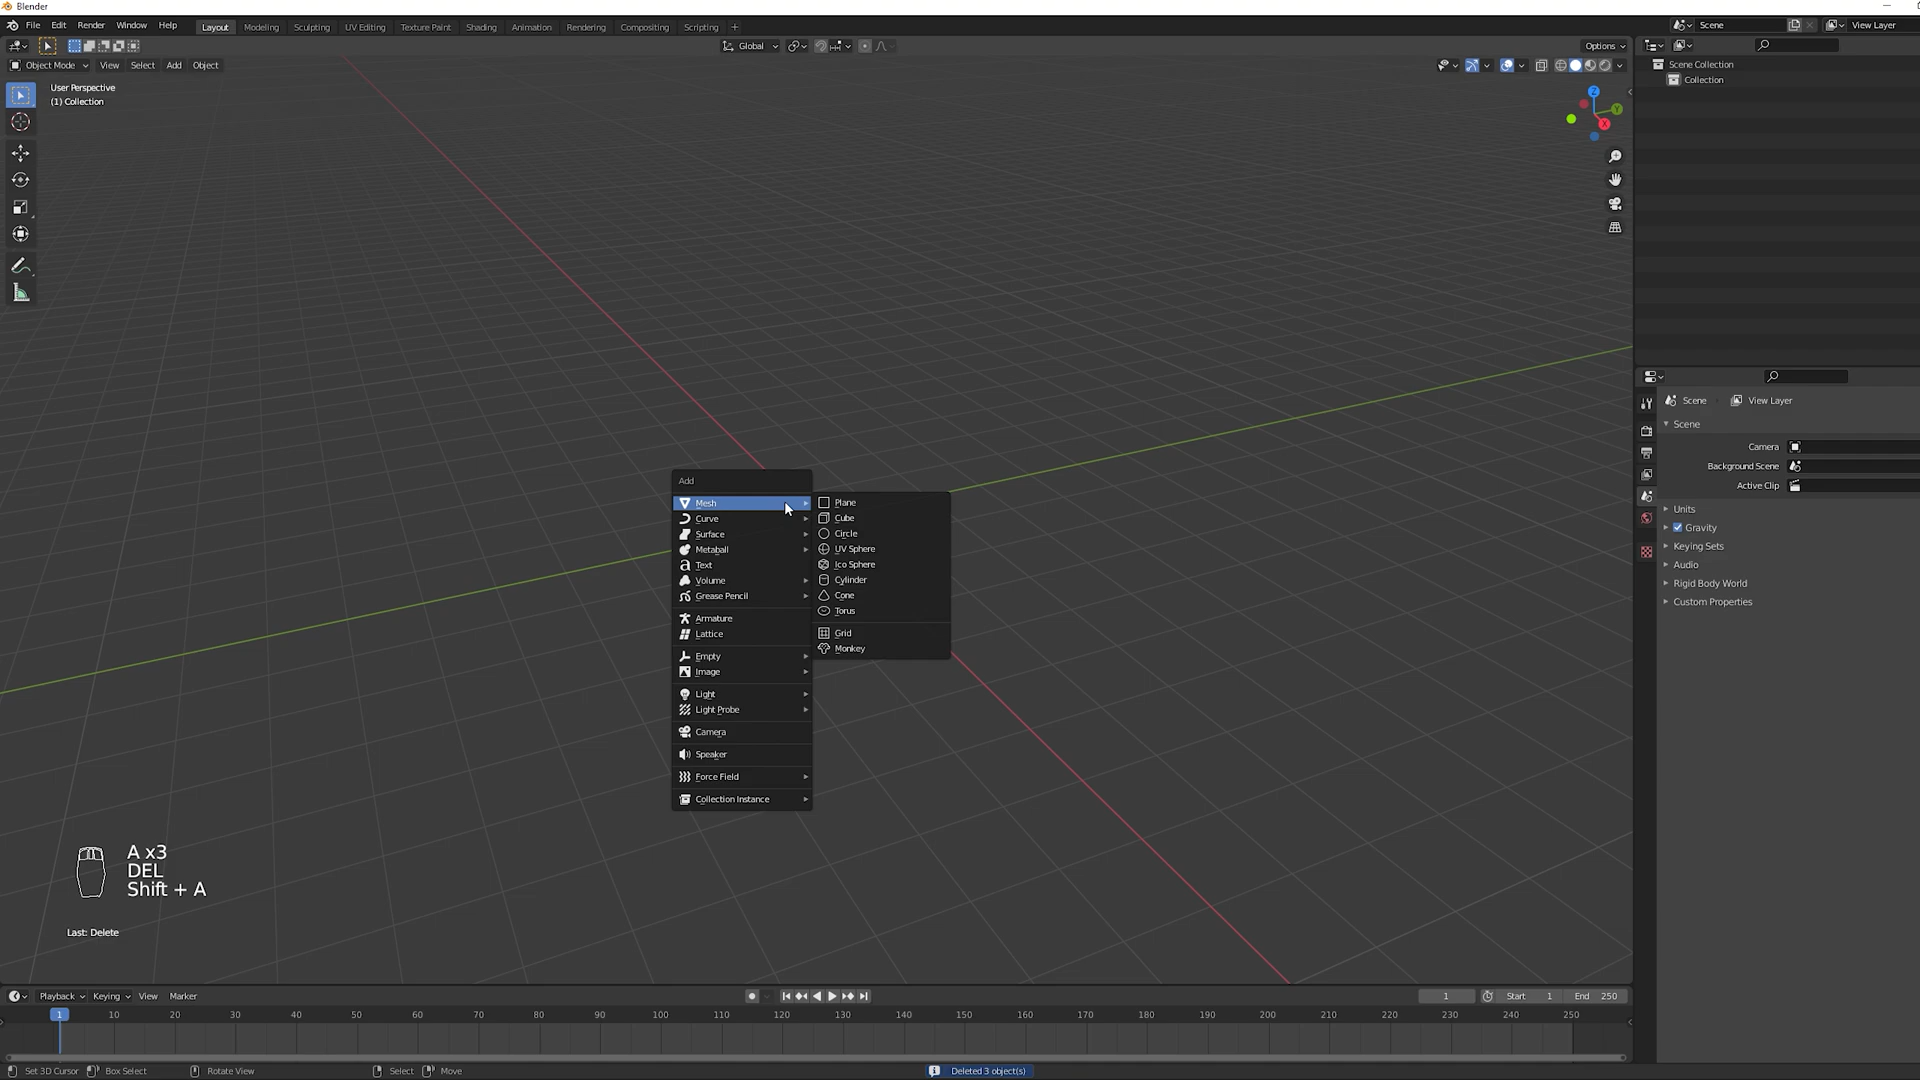 Blender
File Edit Render Window Help
Layout Modeling Sculpting UV Editing Texture Paint Shading Animation Rendering Compositing Scripting +
Scene View Layer
Global Options
Object Mode View Select Add Object
User Perspective
(1) Collection
Z
Y
X
Scene Collection
Collection
Scene View Layer
Scene
Camera
Background Scene
Active Clip
Units
Gravity
Keying Sets
Audio
Rigid Body World
Custom Properties
Add
Mesh
Curve
Surface
Metaball
Text
Volume
Grease Pencil
Armature
Lattice
Empty
Image
Light
Light Probe
Camera
Speaker
Force Field
Collection Instance
Plane
Cube
Circle
UV Sphere
Ico Sphere
Cylinder
Cone
Torus
Grid
Monkey
A x3
DEL
Shift + A
Last: Delete
Playback Keying View Marker 1 Start 1 End 250
1 10 20 30 40 50 60 70 80 90 100 110 120 130 140 150 160 170 180 190 200 210 220 230 240 250
Set 3D Cursor Box Select Rotate View Select Move Deleted 3 object(s)